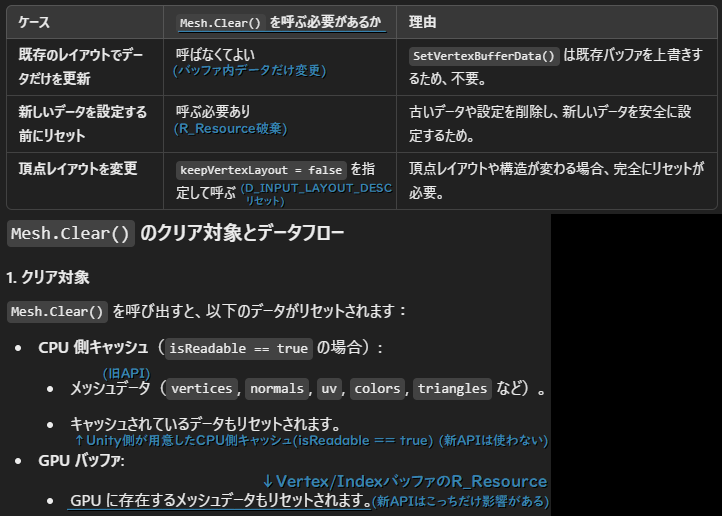 ケース Mesh.Clear() を呼ぶ必要があるか 理由
既存のレイアウトでデー 呼ばなくてよい SetVertexBufferData() は既存バッファを上書きす
タだけを更新 (バッファ内データだけ変更) るため、不要。
新しいデータを設定する 呼ぶ必要あり 古いデータや設定を削除し、新しいデータを安全に設
前にリセット (R_Resource破棄) 定するため。
頂点レイアウトを変更 keepVertexLayout = false を指 頂点レイアウトや構造が変わる場合、完全にリセットが
定して呼ぶ (D_INPUT_LAYOUT_DESC 必要。
リセット)
Mesh.Clear() のクリア対象とデータフロー
1. クリア対象
Mesh.Clear() を呼び出すと、以下のデータがリセットされます：
• CPU 側キャッシュ（isReadable == true の場合）:
(旧API)
• メッシュデータ（vertices, normals, uv, colors, triangles など）。
• キャッシュされているデータもリセットされます。
↑Unity側が用意したCPU側キャッシュ(isReadable == true) (新APIは使わない)
• GPU バッファ:
↓Vertex/IndexバッファのR_Resource
• GPU に存在するメッシュデータもリセットされます。(新APIはこっちだけ影響がある)